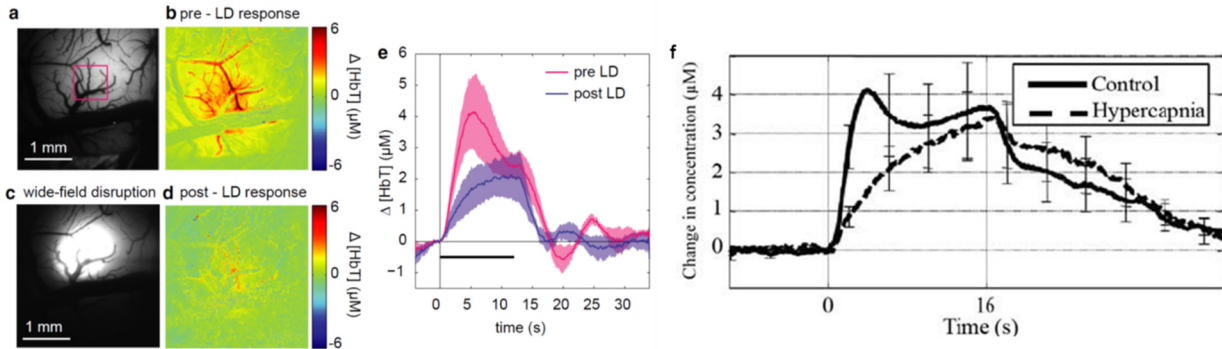 a
b pre - LD response
6
0
-6
Δ [HbT] (μM)
1 mm
c wide-field disruption
d post - LD response
6
0
-6
Δ [HbT] (μM)
1 mm
e
6
5
4
3
2
1
0
−1
Δ [HbT] (μM)
pre LD
post LD
0 5 10 15 20 25 30
time (s)
f
4
3
2
1
0
Change in concentration (μM)
Control
Hypercapnia
0 16
Time (s)